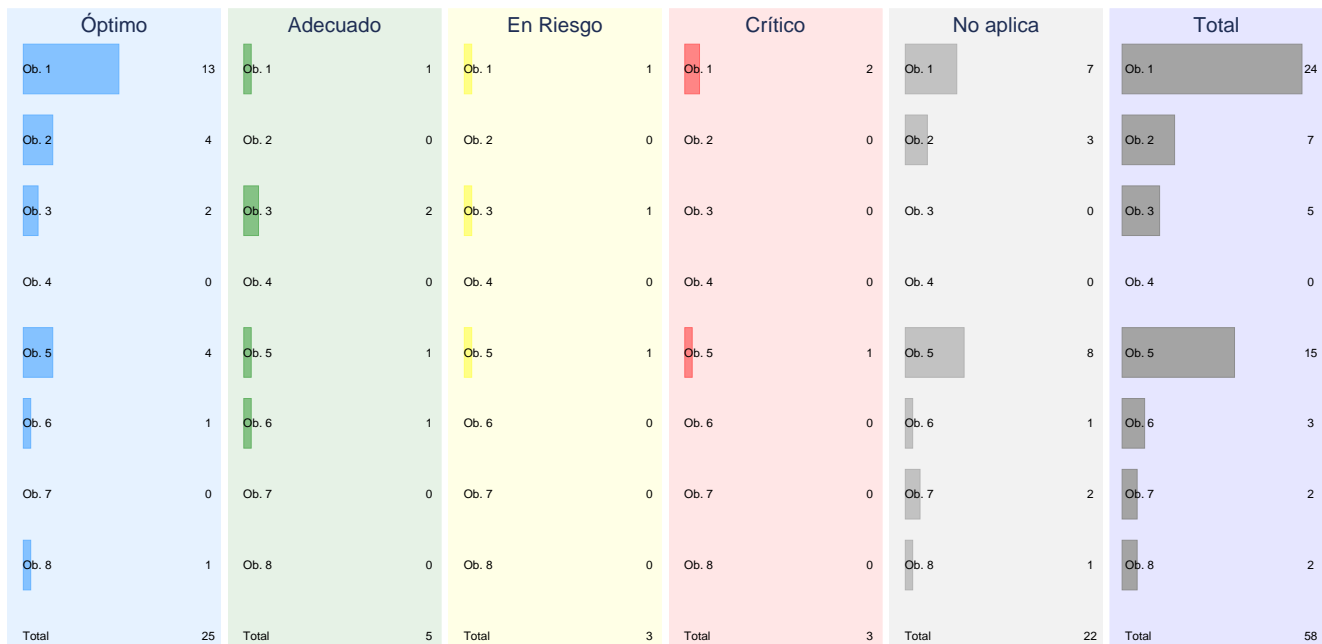 Óptimo Adecuado En Riesgo Crítico No aplica Total
Ob. 1 13 Ob. 1 1 Ob. 1 1 Ob. 1 2 Ob. 1 7 Ob. 1 24
Ob. 2 4 Ob. 2 0 Ob. 2 0 Ob. 2 0 Ob. 2 3 Ob. 2 7
Ob. 3 2 Ob. 3 2 Ob. 3 1 Ob. 3 0 Ob. 3 0 Ob. 3 5
Ob. 4 0 Ob. 4 0 Ob. 4 0 Ob. 4 0 Ob. 4 0 Ob. 4 0
Ob. 5 4 Ob. 5 1 Ob. 5 1 Ob. 5 1 Ob. 5 8 Ob. 5 15
Ob. 6 1 Ob. 6 1 Ob. 6 0 Ob. 6 0 Ob. 6 1 Ob. 6 3
Ob. 7 0 Ob. 7 0 Ob. 7 0 Ob. 7 0 Ob. 7 2 Ob. 7 2
Ob. 8 1 Ob. 8 0 Ob. 8 0 Ob. 8 0 Ob. 8 1 Ob. 8 2
Total 25 Total 5 Total 3 Total 3 Total 22 Total 58